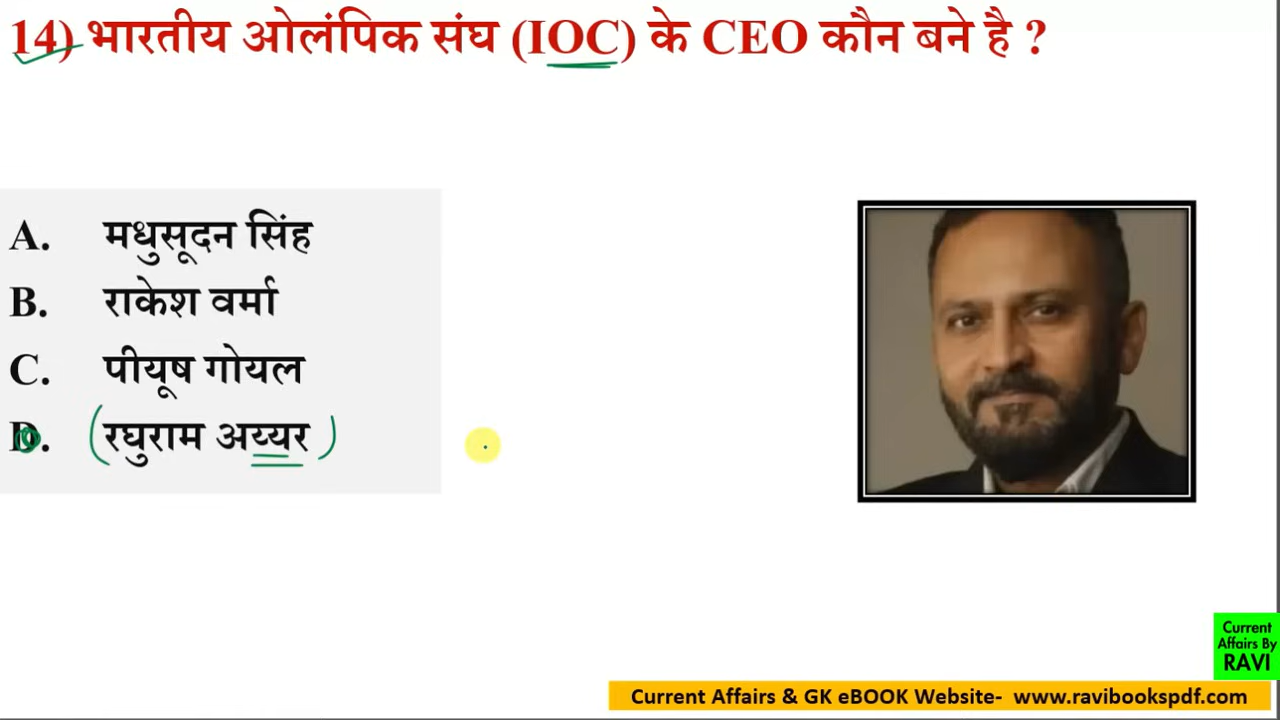 14) भारतीय ओलंपिक संघ (IOC) के CEO कौन बने है ?
A. मधुसूदन सिंह
B. राकेश वर्मा
C. पीयूष गोयल
D. (रघुराम अय्यर)
Current
Affairs By
RAVI
Current Affairs & GK eBOOK Website- www.ravibookspdf.com